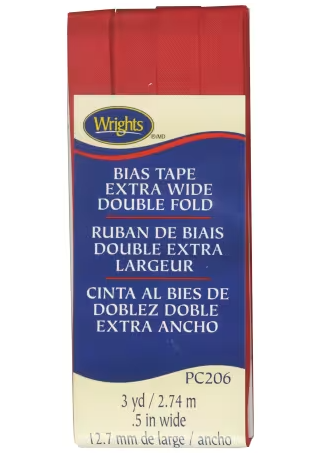 Wrights
®/MD
BIAS TAPE
EXTRA WIDE
DOUBLE FOLD
RUBAN DE BIAIS
DOUBLE EXTRA
LARGEUR
CINTA AL BIES DE
DOBLEZ DOBLE
EXTRA ANCHO
PC206
3 yd / 2.74 m
.5 in wide
12.7 mm de large / ancho